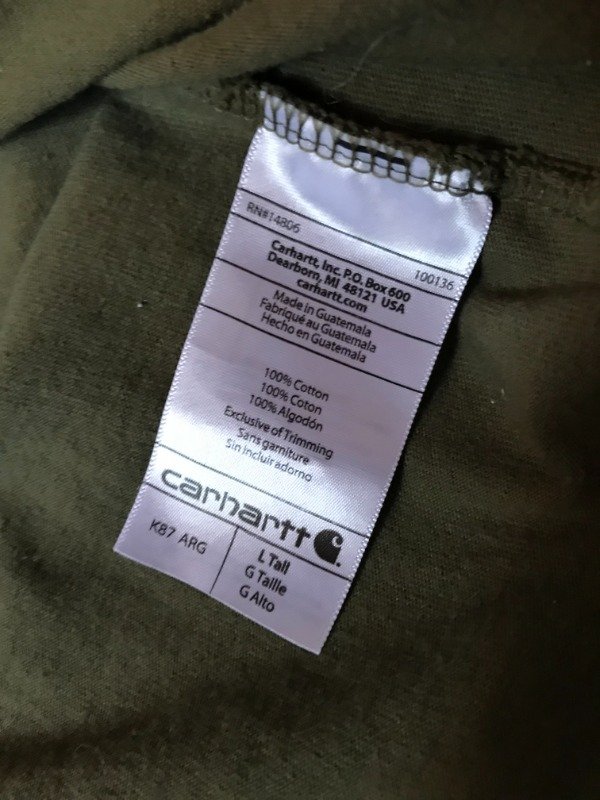 RN#14806 100136
Carhartt, Inc. P.O. Box 600
Dearborn, MI 48121 USA
carhartt.com
Made in Guatemala
Fabriqué au Guatemala
Hecho en Guatemala
100% Cotton
100% Coton
100% Algodón
Exclusive of Trimming
Sans garniture
Sin incluir adorno
carhartt
K87 ARG
L Tall
G Taille
G Alto